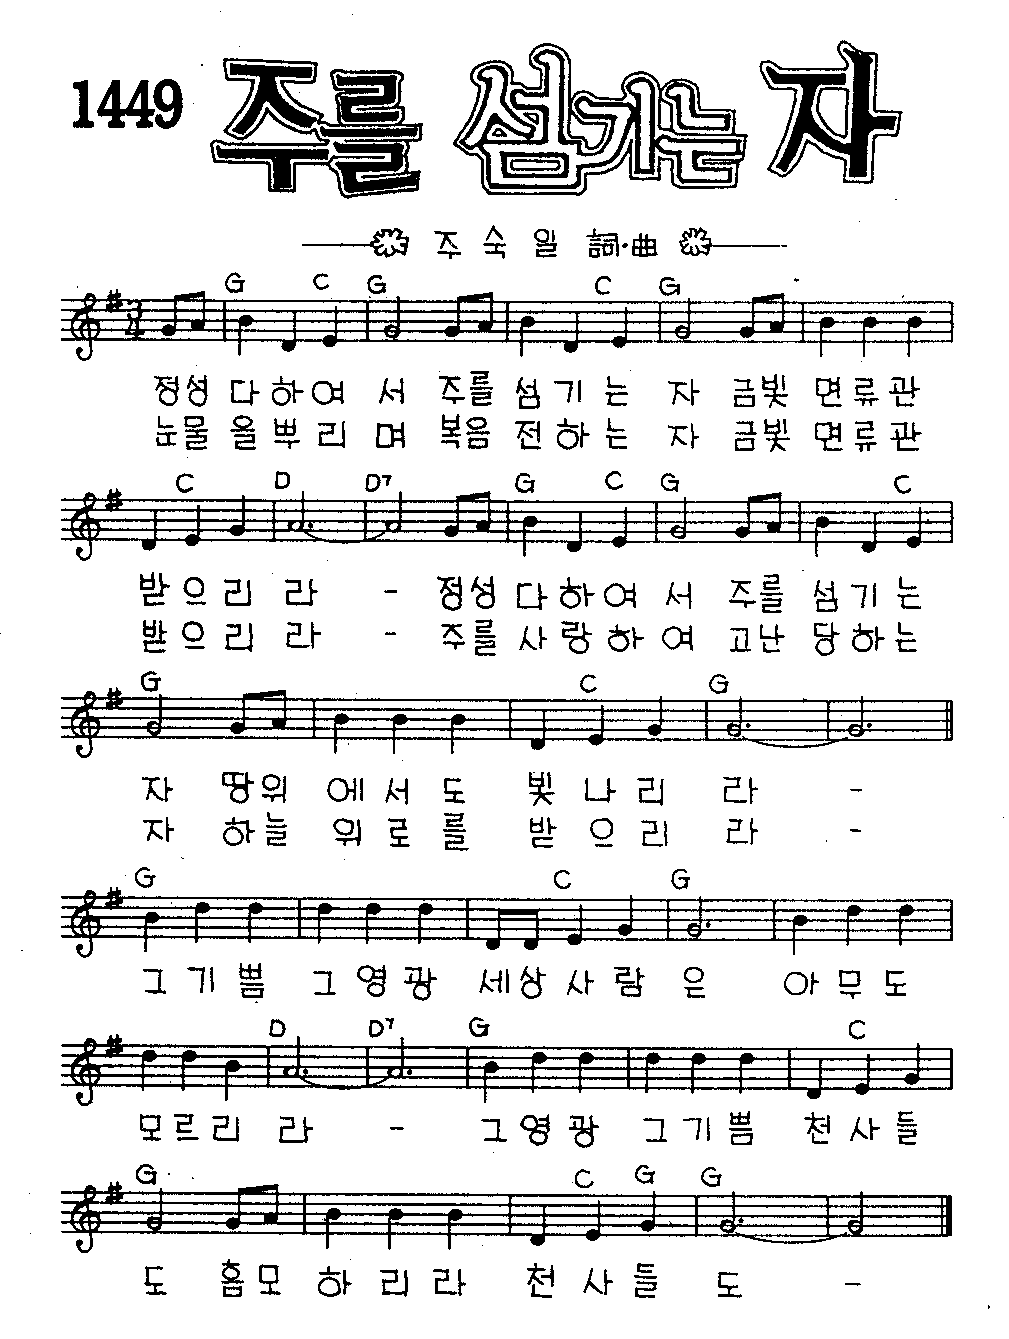 1449 주를 섬기는 자
주 숙 일 詞·曲
G C G C G
정성 다하여 서 주를 섬 기 는 자 금빛 면류관
눈물 을뿌리 며 복음 전하는 자 금빛 면류관
C D D7 G C G C
받으리 라 - 정성 다하여 서 주를 섬기는
받으리 라 - 주를 사랑하 여 고난 당하는
G C G
자 땅위 에서 도 빛 나 리 라 -
자 하늘 위 로 를 받 으 리 라 -
G C G
그 기쁨 그 영광 세상사람 은 아무도
D D7 G C
모르리 라 - 그영광 그기쁨 천사들
G C G G
도 흠모 하 리 라 천 사 들 도 -